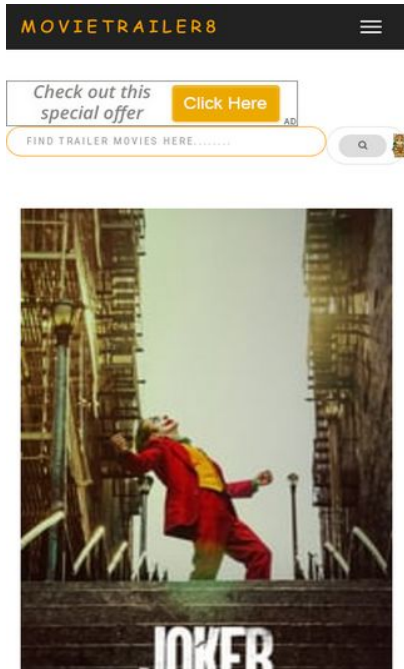 MOVIETRAILER8
Check out this
special offer
Click Here
AD
FIND TRAILER MOVIES HERE........
JOKER